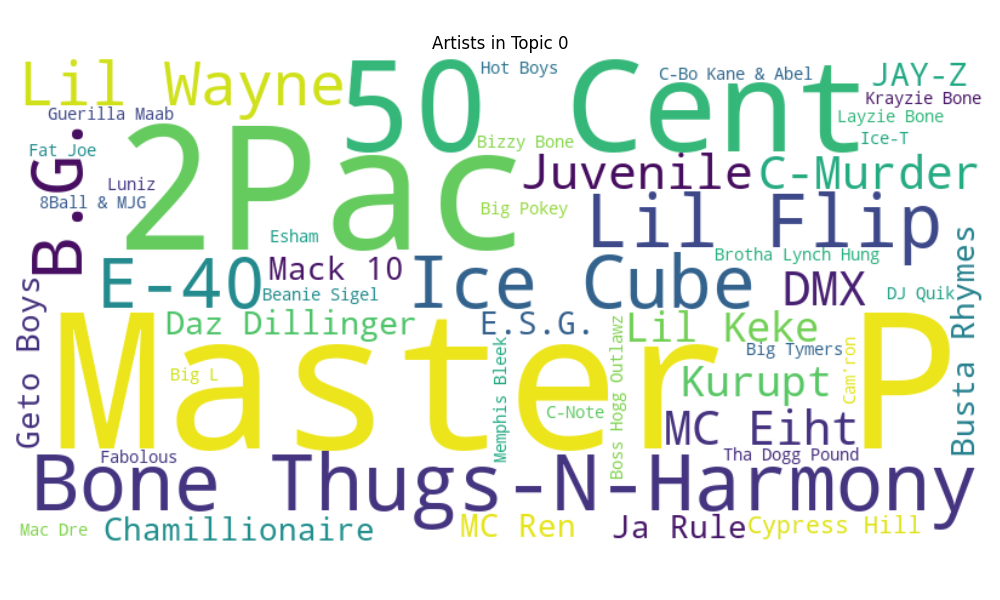 Artists in Topic 0
Lil Wayne
50 Cent
Hot Boys
C-Bo
Kane & Abel
JAY-Z
Krayzie Bone
Guerilla Maab
Layzie Bone
2Pac
Bizzy Bone
Ice-T
Fat Joe
B.G.
Juvenile
C-Murder
Luniz
8Ball & MJG
Big Pokey
Lil Flip
Esham
Brotha Lynch Hung
E-40
Mack 10
Ice Cube
DMX
Beanie Sigel
DJ Quik
Busta Rhymes
Geto Boys
Master P
Daz Dillinger
E.S.G.
Lil Keke
Boss Hogg Outlawz
Big Tymers
Cam'ron
Memphis Bleek
Big L
Kurupt
C-Note
MC Eiht
Fabolous
Tha Dogg Pound
Bone Thugs-N-Harmony
Mac Dre
Chamillionaire
MC Ren
Ja Rule
Cypress Hill